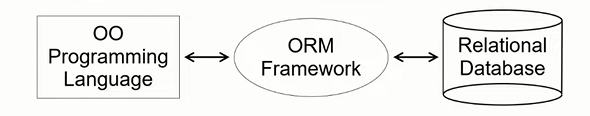 OO
Programming
Language
ORM
Framework
Relational
Database